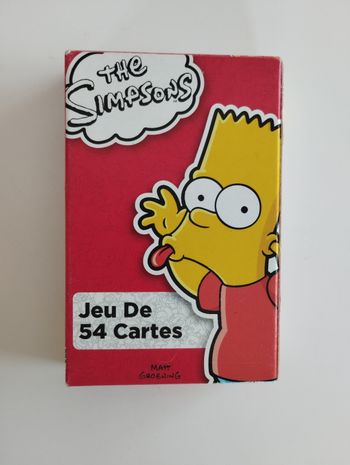 THE
SIMPSONS
Jeu De
54 Cartes
MATT
GROENING